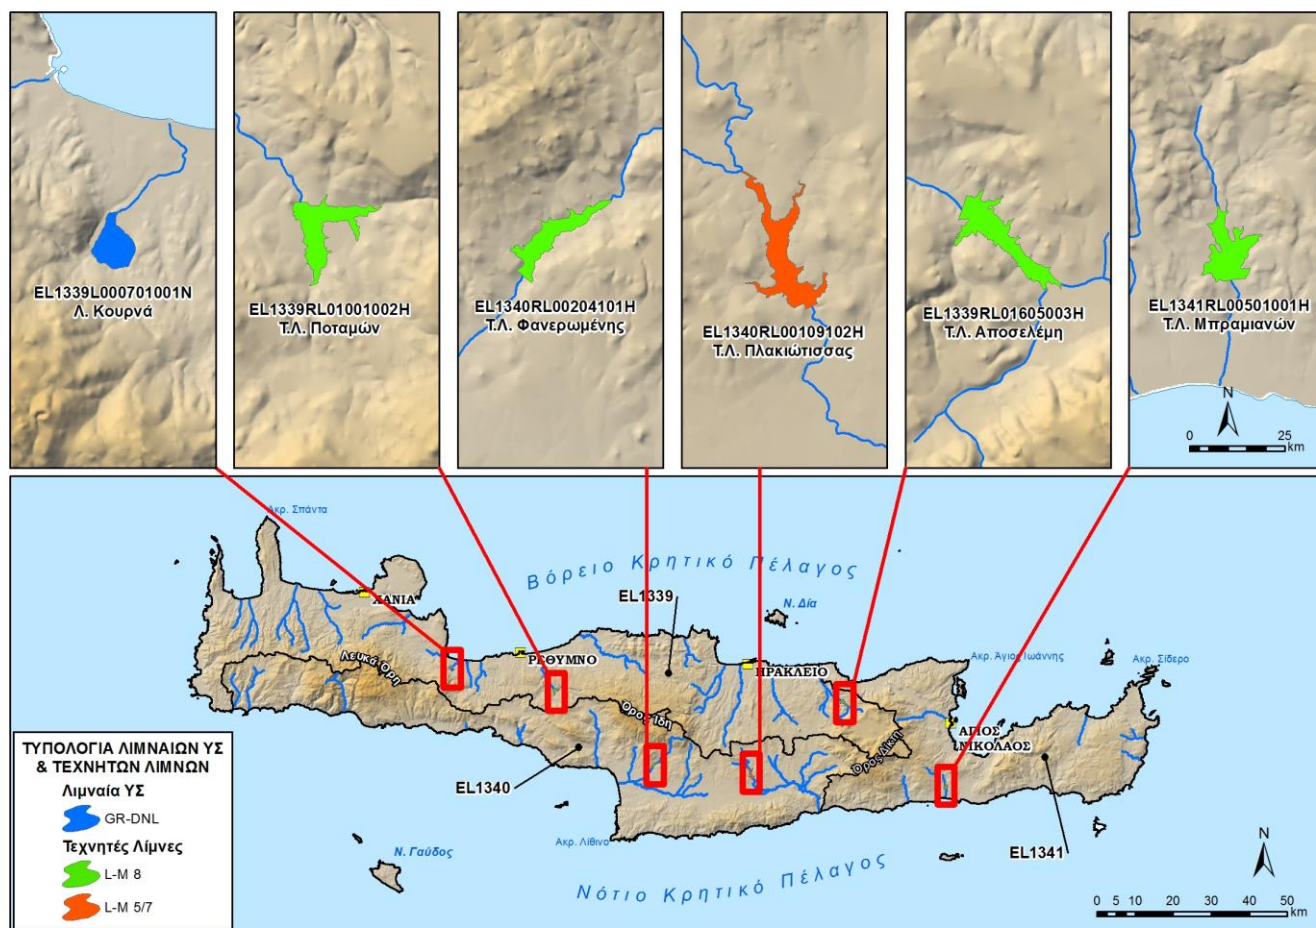 EL1339L000701001N
Λ. Κουρνά
EL1339RL01001002H
Τ.Λ. Ποταμών
EL1340RL00204101H
Τ.Λ. Φανερωμένης
EL1340RL00109102H
Τ.Λ. Πλακιώτισσας
EL1339RL01605003H
Τ.Λ. Αποσελέμη
EL1341RL00501001H
Τ.Λ. Μπραμιανών
N
0 25
km
Ακρ. Σπάντα
Βόρειο Κρητικό Πέλαγος
EL1339
ΧΑΝΙΑ
Ν. Δία
ΡΕΘΥΜΝΟ
ΗΡΑΚΛΕΙΟ
Ακρ. Άγιος Ιωάννης
Ακρ. Σίδερο
Λευκά Όρη
Όρος Ίδη
Όρος Δίκτη
ΑΓΙΟΣ
ΝΙΚΟΛΑΟΣ
EL1340
EL1341
Ακρ. Λίθινο
Ν. Γαύδος
Νότιο Κρητικό Πέλαγος
ΤΥΠΟΛΟΓΙΑ ΛΙΜΝΑΙΩΝ ΥΣ
& ΤΕΧΝΗΤΩΝ ΛΙΜΝΩΝ
Λιμναία ΥΣ
GR-DNL
Τεχνητές Λίμνες
L-M 8
L-M 5/7
N
0 5 10 20 30 40 50
km